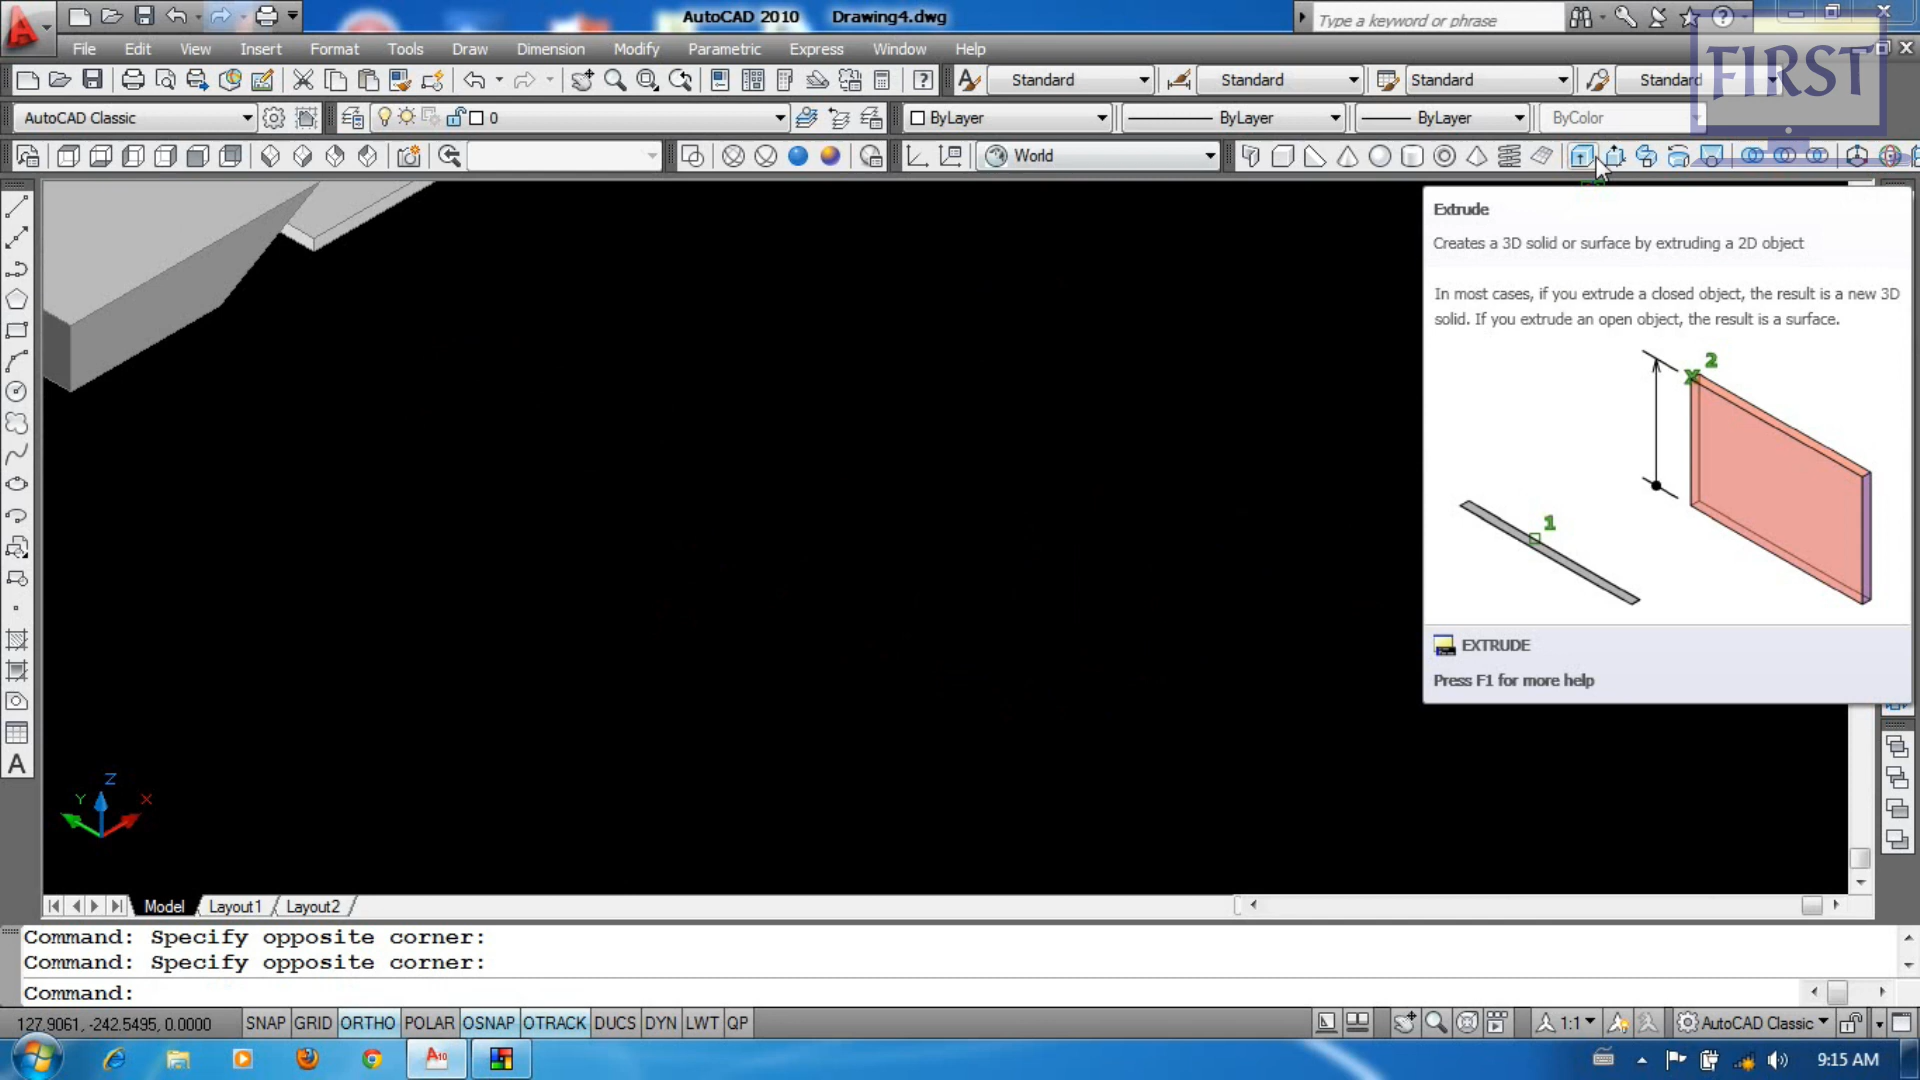 AutoCAD 2010 Drawing4.dwg
Type a keyword or phrase
FIRST
File Edit View Insert Format Tools Draw Dimension Modify Parametric Express Window Help
Standard Standard Standard Standard
AutoCAD Classic 0 ByLayer ByLayer ByLayer ByColor
World
Extrude
Creates a 3D solid or surface by extruding a 2D object
In most cases, if you extrude a closed object, the result is a new 3D
solid. If you extrude an open object, the result is a surface.
2
1
EXTRUDE
Press F1 for more help
Z
Y X
Model Layout1 Layout2
Command: Specify opposite corner:
Command: Specify opposite corner:
Command:
127.9061, -242.5495, 0.0000 SNAP GRID ORTHO POLAR OSNAP OTRACK DUCS DYN LWT QP 1:1 AutoCAD Classic
9:15 AM